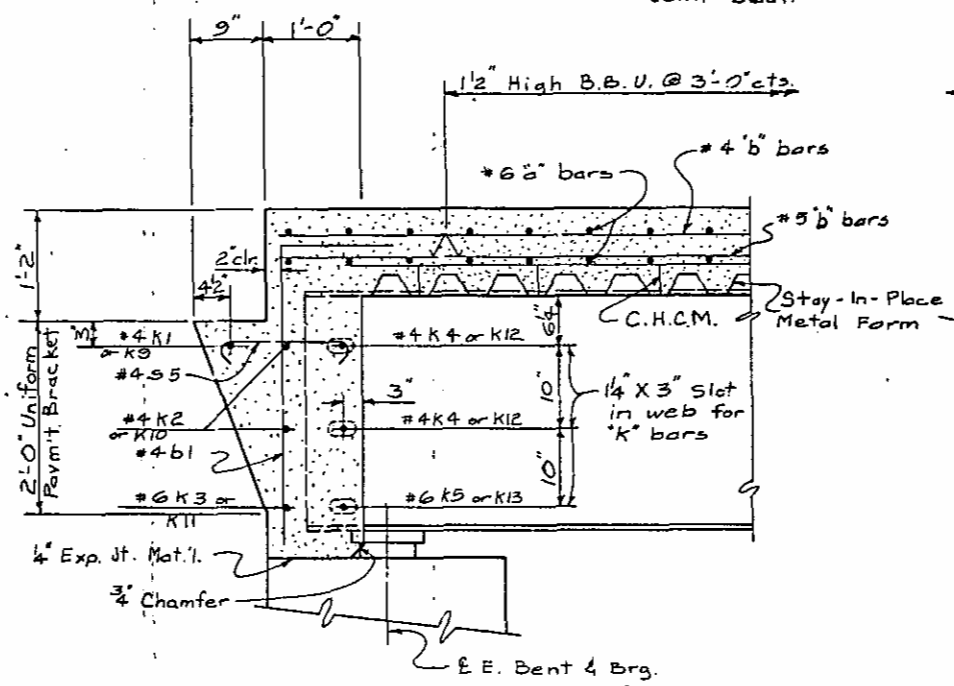 9" 1'-0"
1½" High B.B.U. @ 3'-0" cts.
#4 "b" bars
#6 "a" bars
#5 "b" bars
2" clr.
4½"
1'-2"
Stay-In-Place
Metal Form
C.H.C.M.
6¼"
3"
#4 K1
or K9
#4 K4 or K12
#4 S5
2'-0" Uniform
Pavm't. Bracket
3"
10"
1¼" X 3" Slot
in web for
"K" bars
#4 K2
or K10
#4 K4 or K12
#4 b1
10"
#6 K3 or
K11
#6 K5 or K13
¼" Exp. Jt. Mat'l.
¾" Chamfer
℄ E. Bent & Brg.